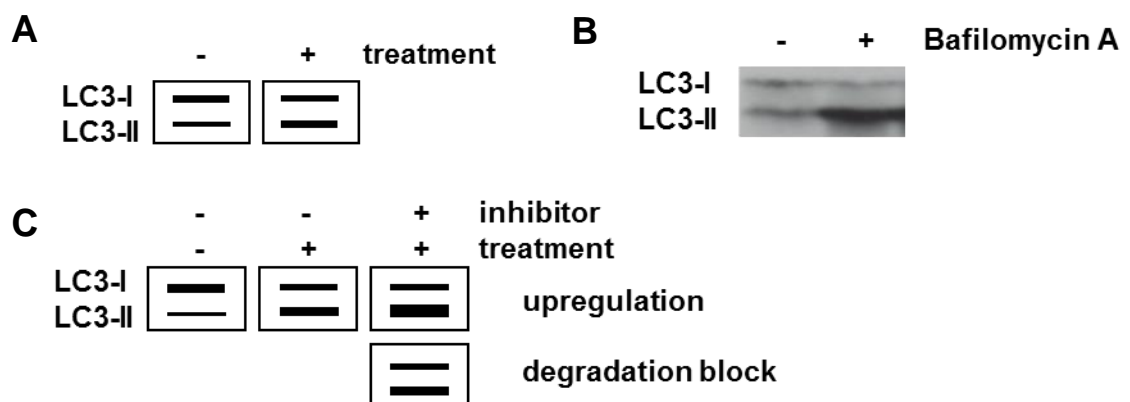 A
- + treatment
LC3-I
LC3-II
B
- + Bafilomycin A
LC3-I
LC3-II
C
- - + inhibitor
- + + treatment
LC3-I
LC3-II
upregulation
degradation block